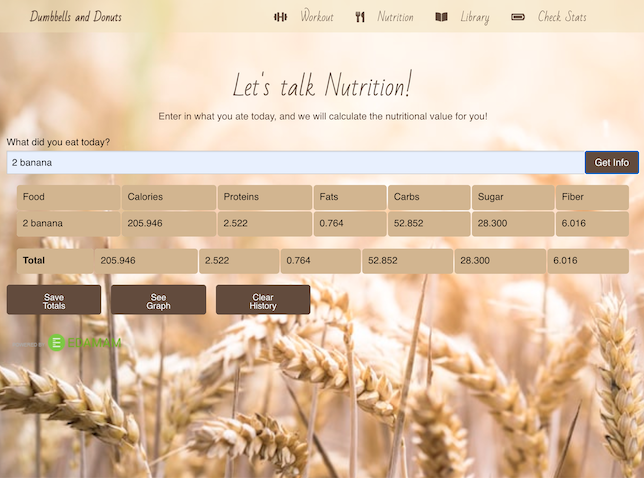 Dumbbells and Donuts Workout Nutrition Library Check Stats
Let's talk Nutrition!
Enter in what you ate today, and we will calculate the nutritional value for you!
What did you eat today?
2 banana Get Info
Food Calories Proteins Fats Carbs Sugar Fiber
2 banana 205.946 2.522 0.764 52.852 28.300 6.016
Total 205.946 2.522 0.764 52.852 28.300 6.016
Save Totals
See Graph
Clear History